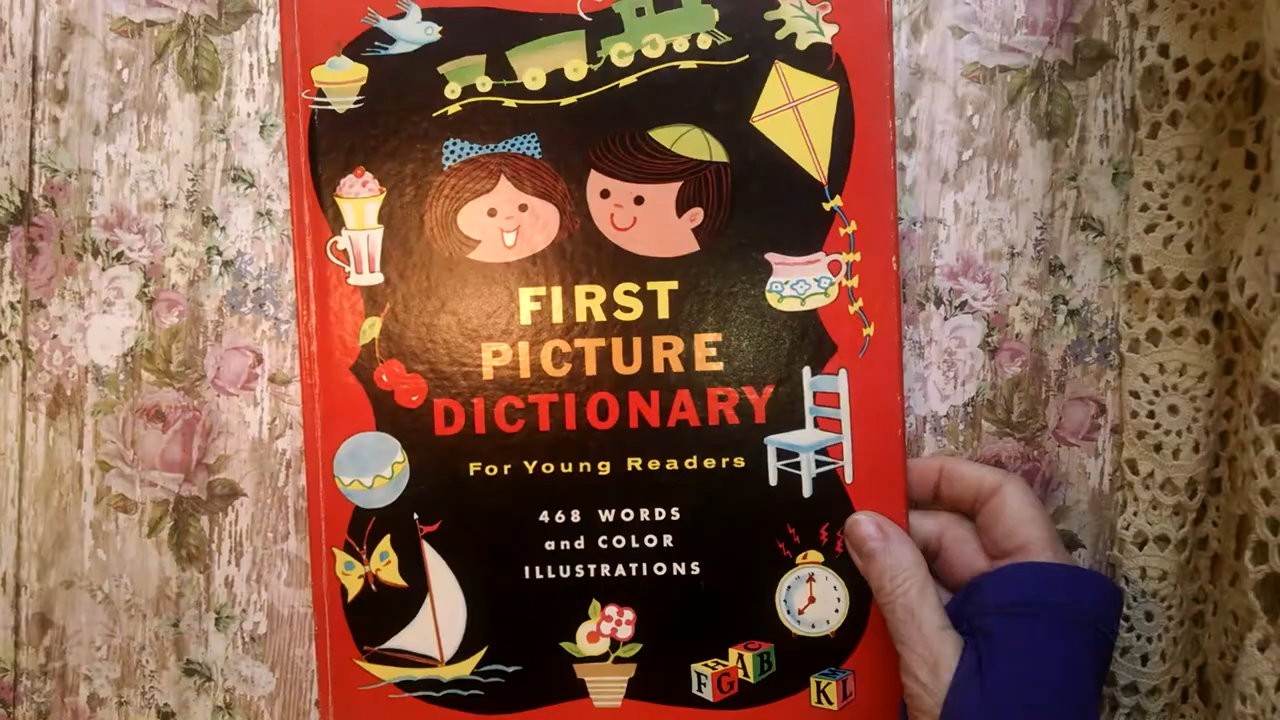 FIRST
PICTURE
DICTIONARY
For Young Readers
468 WORDS
and COLOR
ILLUSTRATIONS
C
H A B
F G
K L